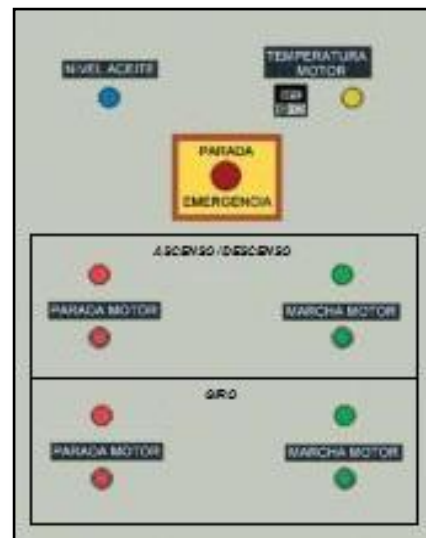 NIVEL ACEITE
TEMPERATURA
MOTOR
PARADA
EMERGENCIA
ASCENSO / DESCENSO
PARADA MOTOR
MARCHA MOTOR
GIRO
PARADA MOTOR
MARCHA MOTOR